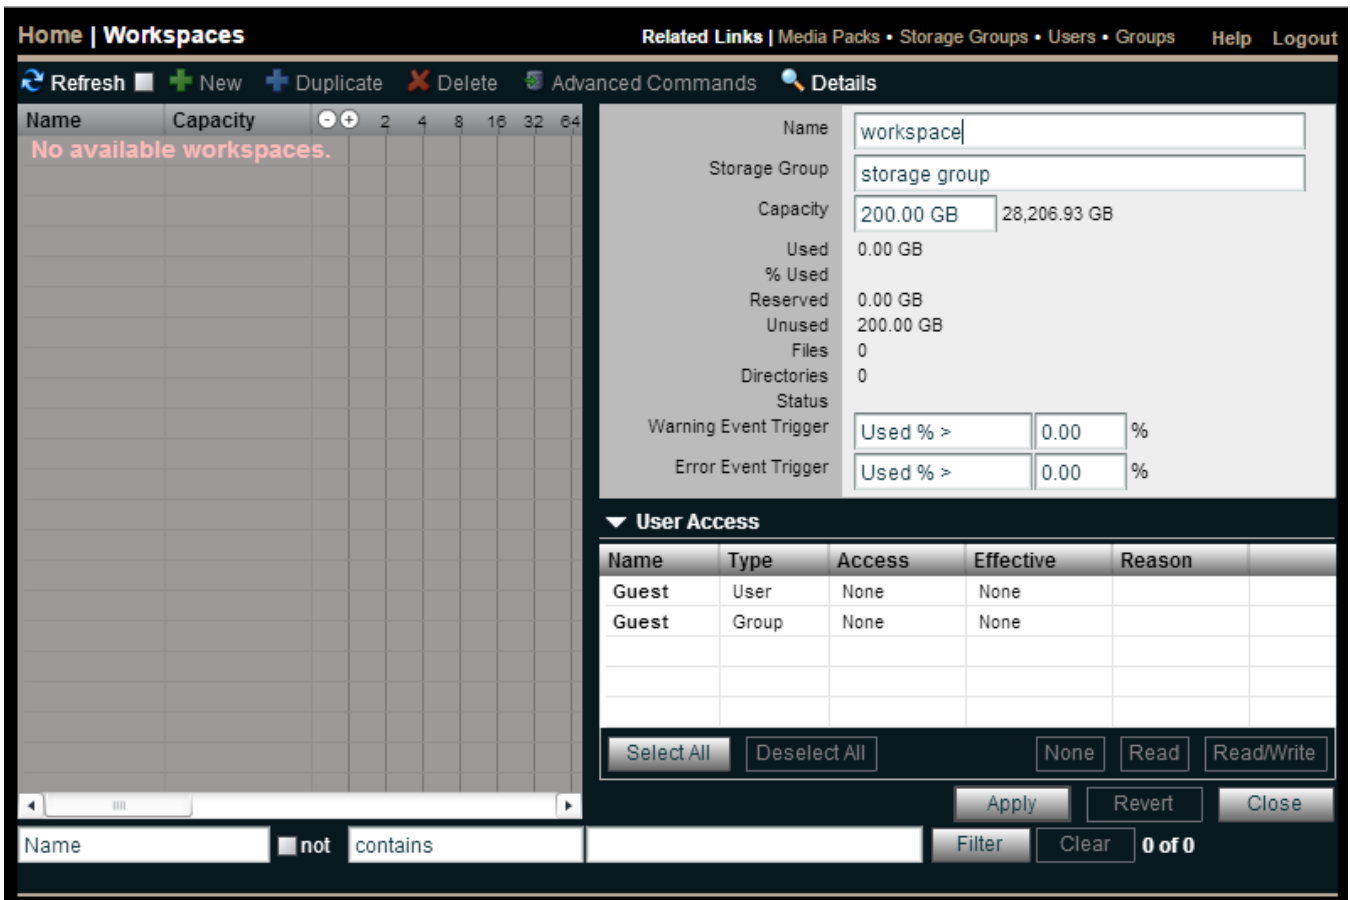 Home | Workspaces
Related Links | Media Packs • Storage Groups • Users • Groups Help Logout
Refresh New Duplicate Delete Advanced Commands Details
Name Capacity - + 2 4 8 16 32 64
No available workspaces.
Name workspace
Storage Group storage group
Capacity 200.00 GB 28,206.93 GB
Used 0.00 GB
% Used
Reserved 0.00 GB
Unused 200.00 GB
Files 0
Directories 0
Status
Warning Event Trigger Used % > 0.00 %
Error Event Trigger Used % > 0.00 %
User Access
Name Type Access Effective Reason
Guest User None None
Guest Group None None
Select All Deselect All None Read Read/Write
Apply Revert Close
Name not contains Filter Clear 0 of 0